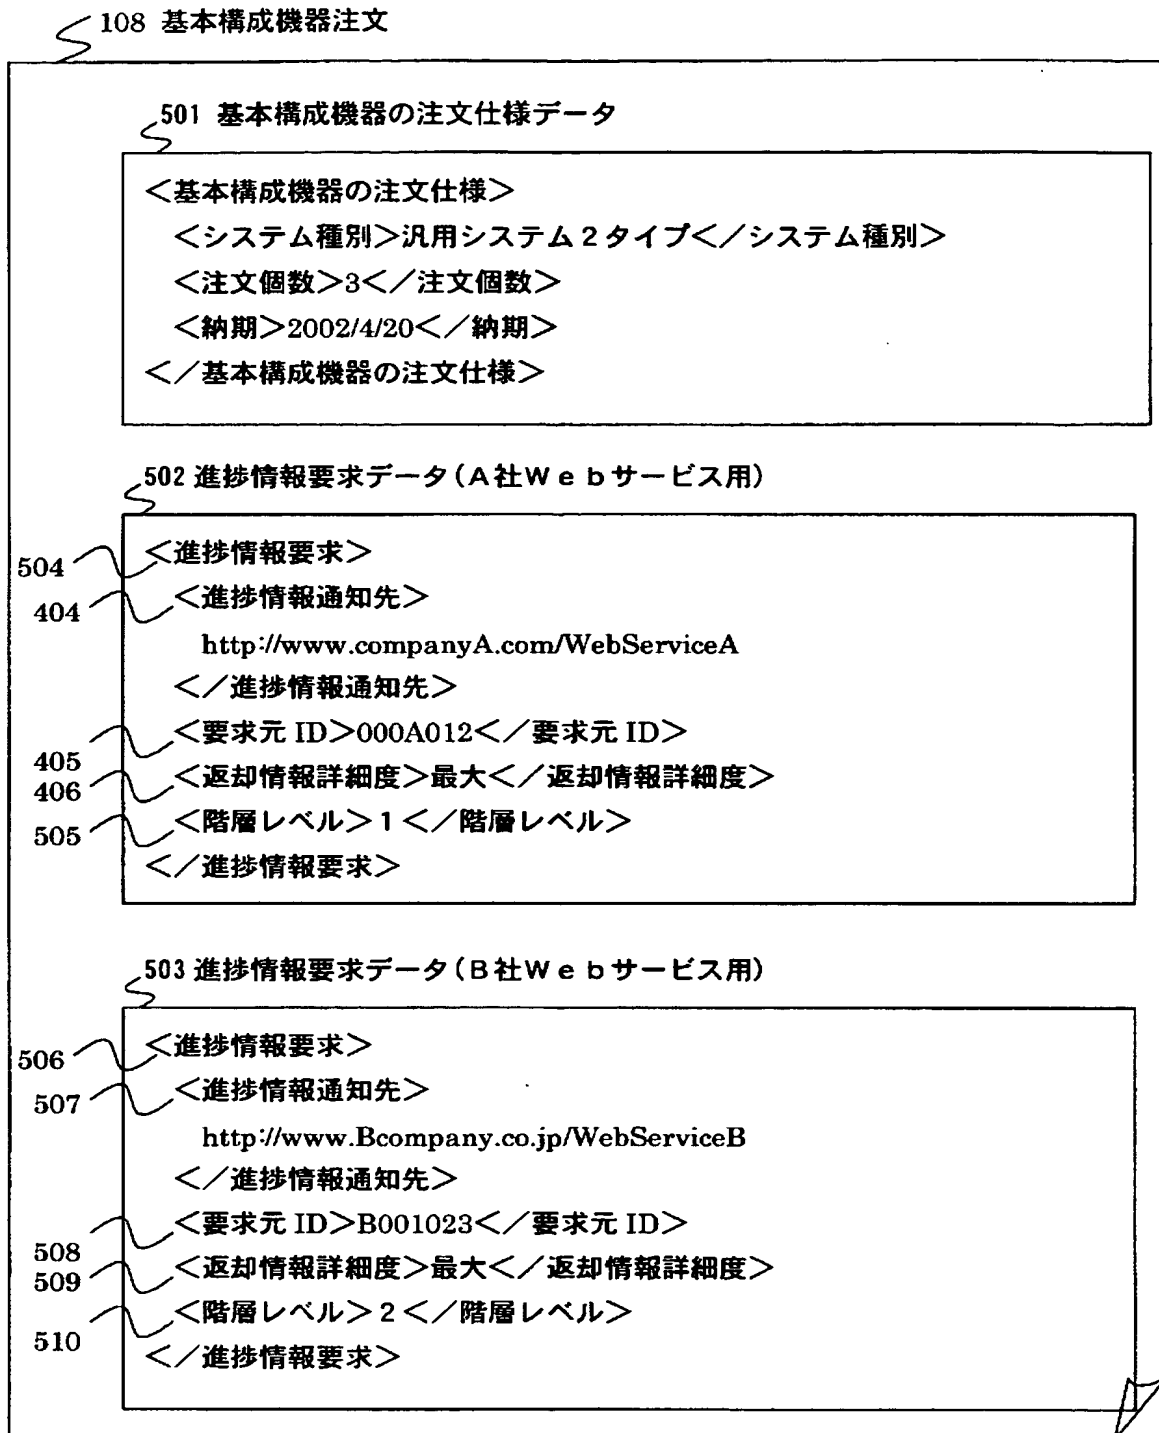 108 基本構成機器注文
501 基本構成機器の注文仕様データ
＜基本構成機器の注文仕様＞
＜システム種別＞汎用システム２タイプ＜／システム種別＞
＜注文個数＞3＜／注文個数＞
＜納期＞2002/4/20＜／納期＞
＜／基本構成機器の注文仕様＞
502 進捗情報要求データ（Ａ社Ｗｅｂサービス用）
504 ＜進捗情報要求＞
404 ＜進捗情報通知先＞
http://www.companyA.com/WebServiceA
＜／進捗情報通知先＞
405 ＜要求元 ID＞000A012＜／要求元 ID＞
406 ＜返却情報詳細度＞最大＜／返却情報詳細度＞
505 ＜階層レベル＞１＜／階層レベル＞
＜／進捗情報要求＞
503 進捗情報要求データ（Ｂ社Ｗｅｂサービス用）
506 ＜進捗情報要求＞
507 ＜進捗情報通知先＞
http://www.Bcompany.co.jp/WebServiceB
＜／進捗情報通知先＞
508 ＜要求元 ID＞B001023＜／要求元 ID＞
509 ＜返却情報詳細度＞最大＜／返却情報詳細度＞
510 ＜階層レベル＞２＜／階層レベル＞
＜／進捗情報要求＞